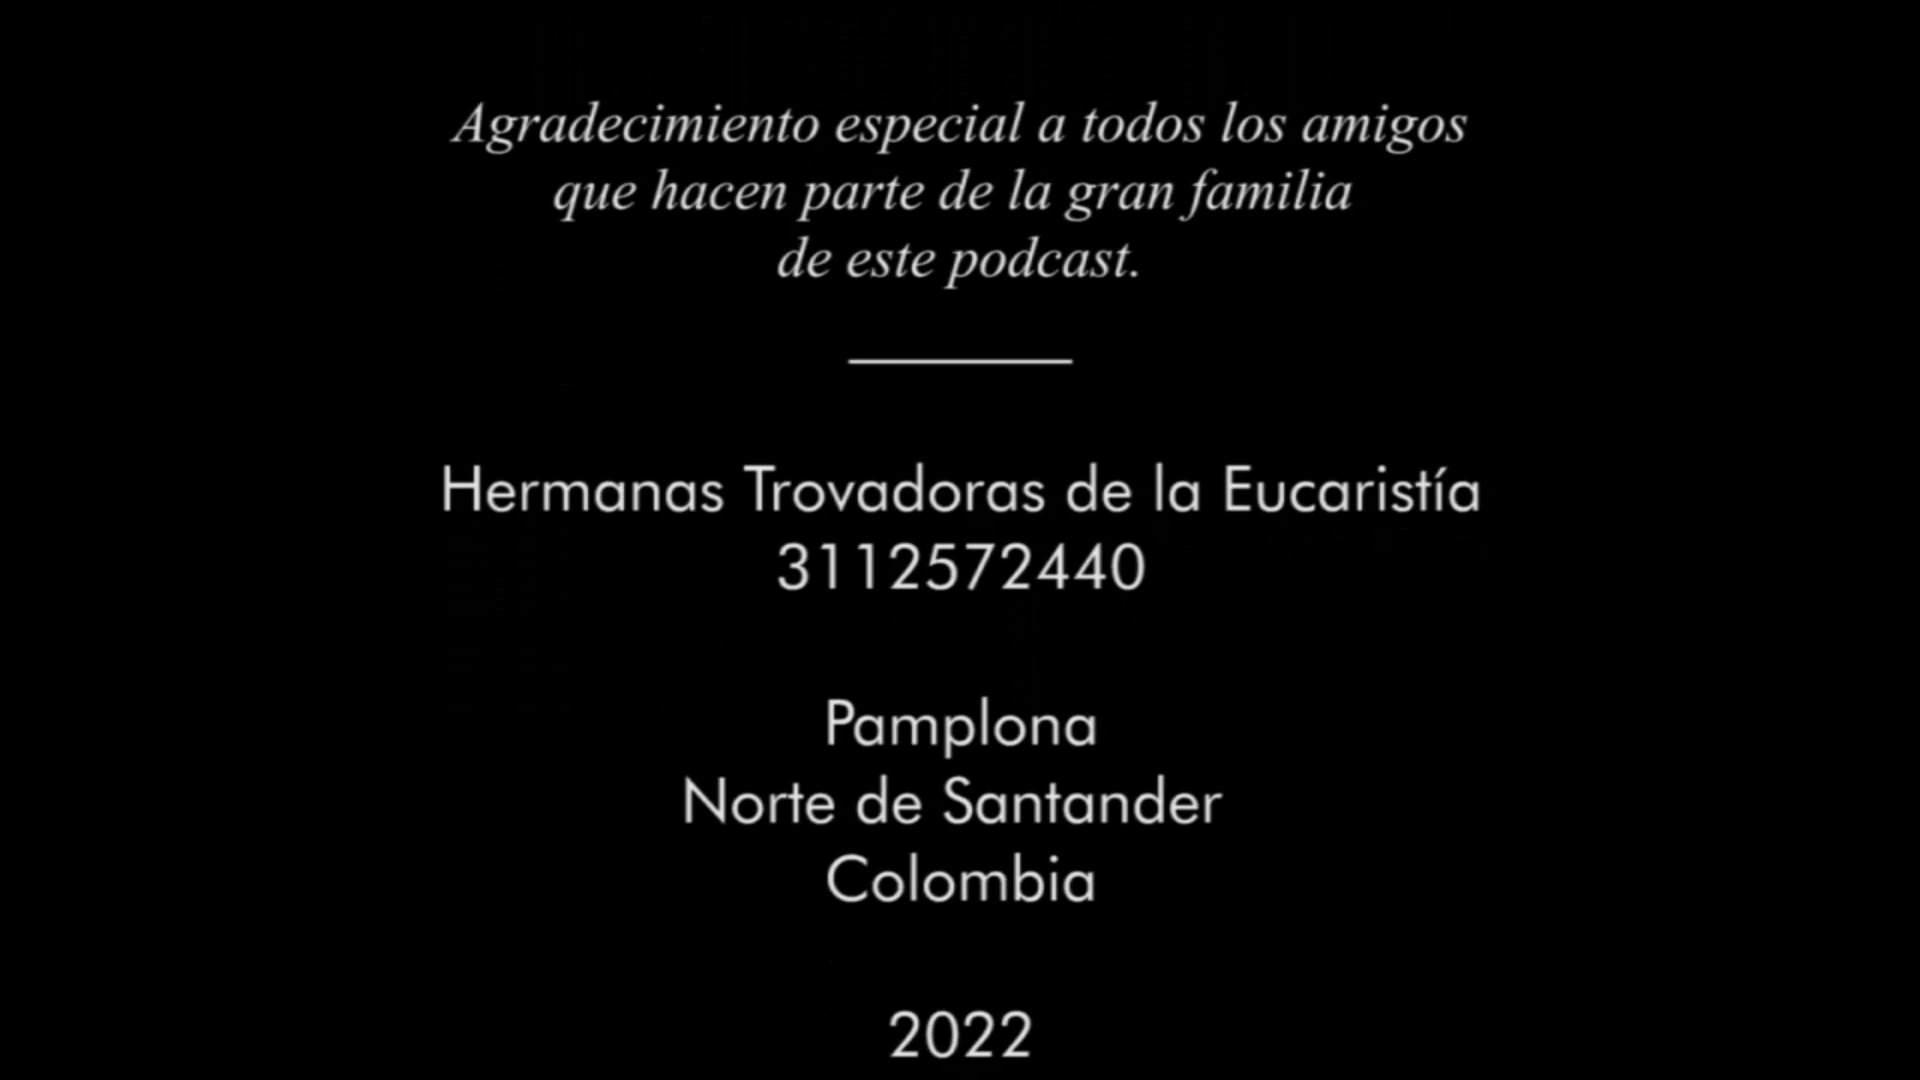 Agradecimiento especial a todos los amigos
que hacen parte de la gran familia
de este podcast.
Hermanas Trovadoras de la Eucaristía
3112572440
Pamplona
Norte de Santander
Colombia
2022